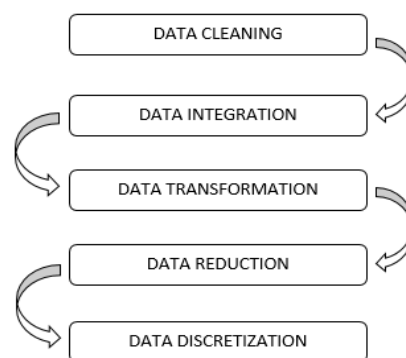 DATA CLEANING
DATA INTEGRATION
DATA TRANSFORMATION
DATA REDUCTION
DATA DISCRETIZATION